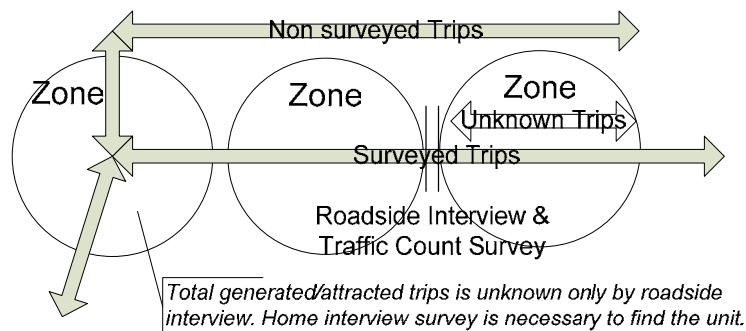 Non surveyed Trips
Zone
Zone
Zone
Unknown Trips
Surveyed Trips
Roadside Interview &
Traffic Count Survey
Total generated/attracted trips is unknown only by roadside
interview. Home interview survey is necessary to find the unit.